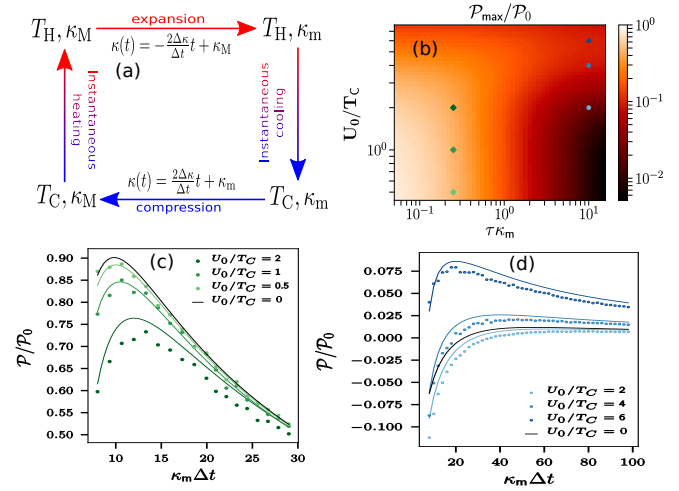 expansion
T_H, κ_M
T_H, κ_m
κ(t) = −2Δκ/Δt t + κ_M
(a)
Instantaneous
heating
Instantaneous
cooling
κ(t) = 2Δκ/Δt t + κ_m
T_C, κ_M
T_C, κ_m
compression
𝒫_max/𝒫_0
(b)
U_0/T_C
10^0
10^−1 10^0 10^1
τκ_m
10^0
10^−1
10^−2
(c)
U_0/T_C = 2
U_0/T_C = 1
U_0/T_C = 0.5
U_0/T_C = 0
𝒫/𝒫_0
0.90
0.85
0.80
0.75
0.70
0.65
0.60
0.55
0.50
10 15 20 25 30
κ_mΔt
(d)
𝒫/𝒫_0
0.075
0.050
0.025
0.000
−0.025
−0.050
−0.075
−0.100
U_0/T_C = 2
U_0/T_C = 4
U_0/T_C = 6
U_0/T_C = 0
20 40 60 80 100
κ_mΔt